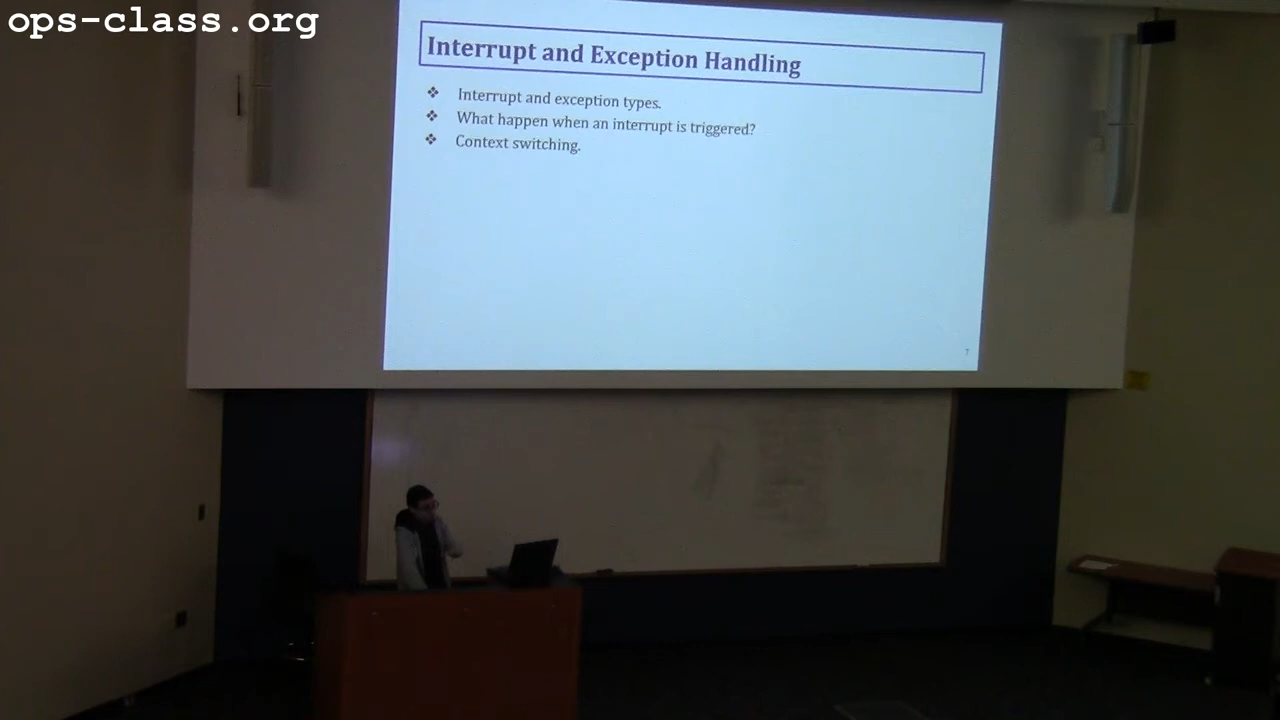 ops-class.org
Interrupt and Exception Handling
Interrupt and exception types.
What happen when an interrupt is triggered?
Context switching.
7